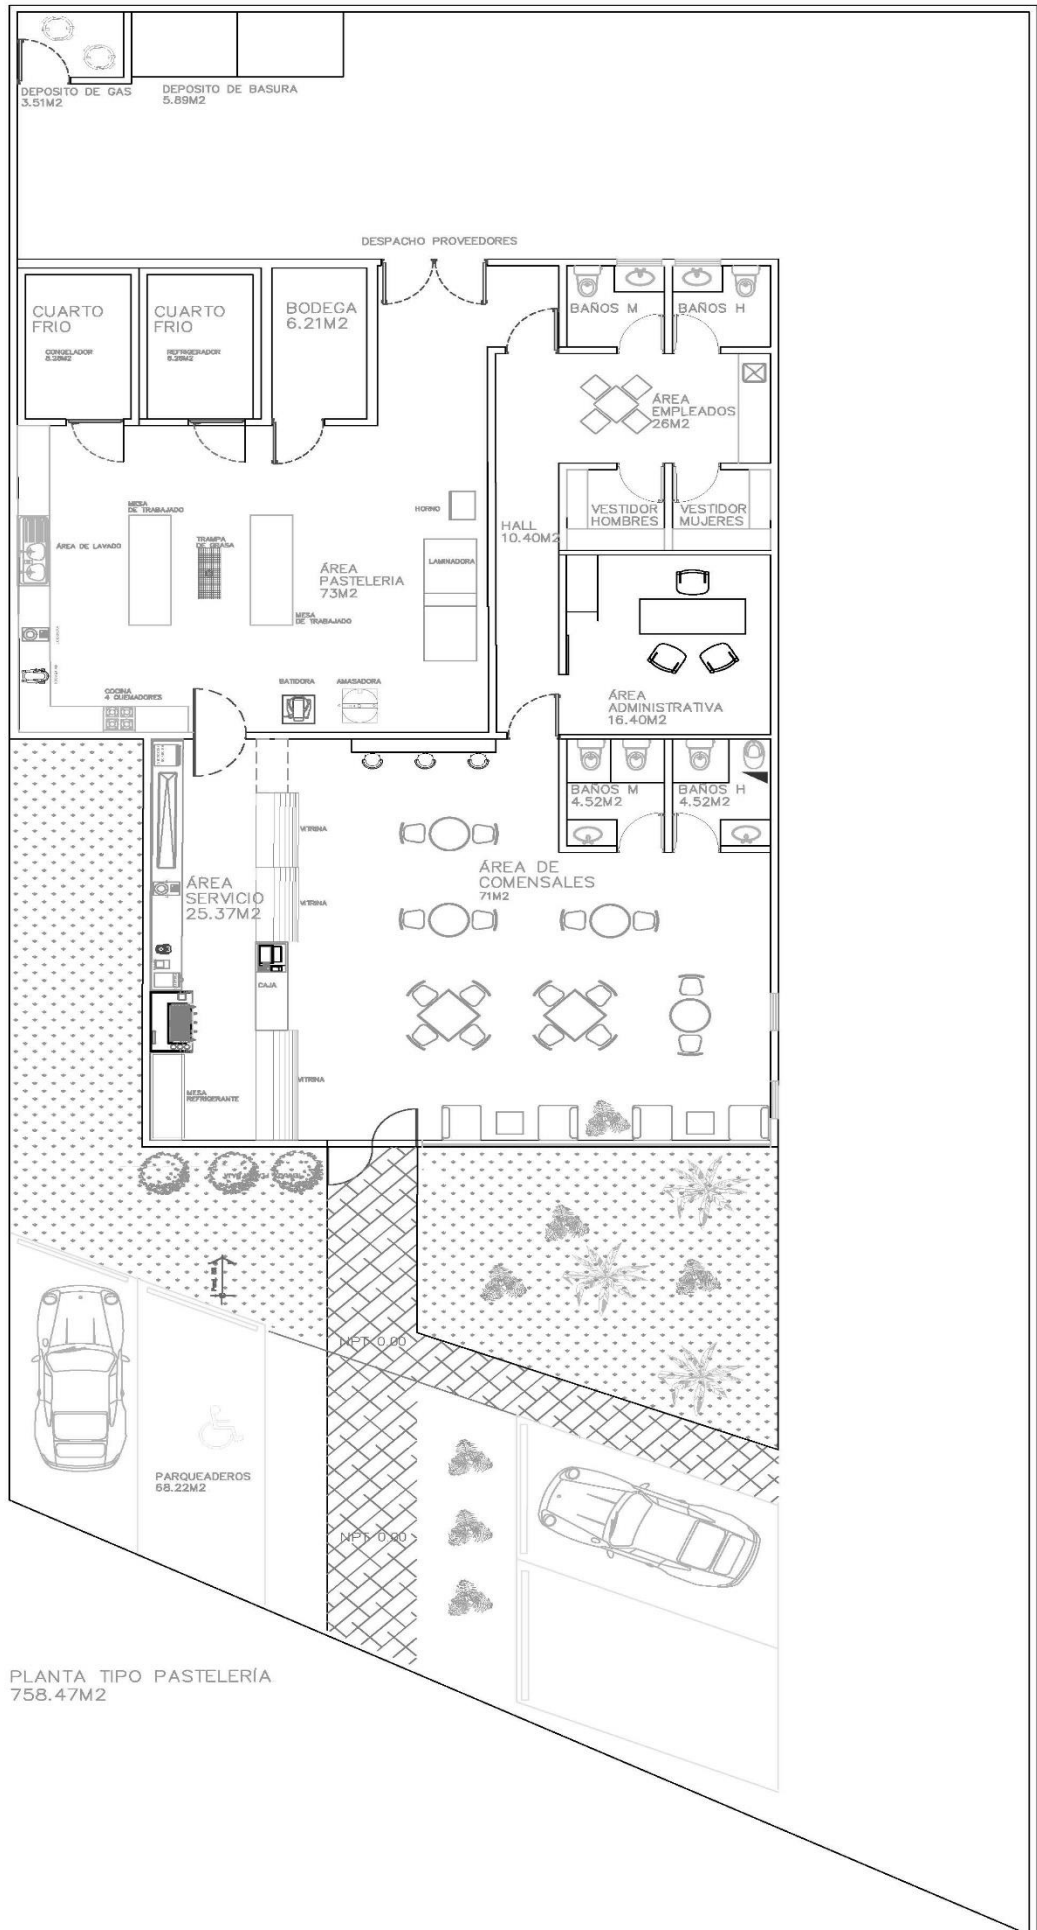 DEPOSITO DE GAS
3.51M2
DEPOSITO DE BASURA
5.89M2
DESPACHO PROVEEDORES
CUARTO
FRIO
CONGELADOR
CUARTO
FRIO
REFRIGERADOR
BODEGA
6.21M2
BAÑOS M
BAÑOS H
ÁREA
EMPLEADOS
26M2
MESA
DE TRABAJADO
HORNO
VESTIDOR
HOMBRES
VESTIDOR
MUJERES
HALL
10.40M2
ÁREA DE LAVADO
TRAMPA
DE GRASA
ÁREA
PASTELERIA
73M2
LAMINADORA
MESA
DE TRABAJADO
COCINA
4 QUEMADORES
BATIDORA
AMASADORA
ÁREA
ADMINISTRATIVA
16.40M2
BAÑOS M
4.52M2
BAÑOS H
4.52M2
VITRINA
ÁREA DE
COMENSALES
71M2
ÁREA
SERVICIO
25.37M2
VITRINA
CAJA
VITRINA
MESA
REFRIGERANTE
NPT 0.00
PARQUEADEROS
68.22M2
NPT 0.00
PLANTA TIPO PASTELERÍA
758.47M2